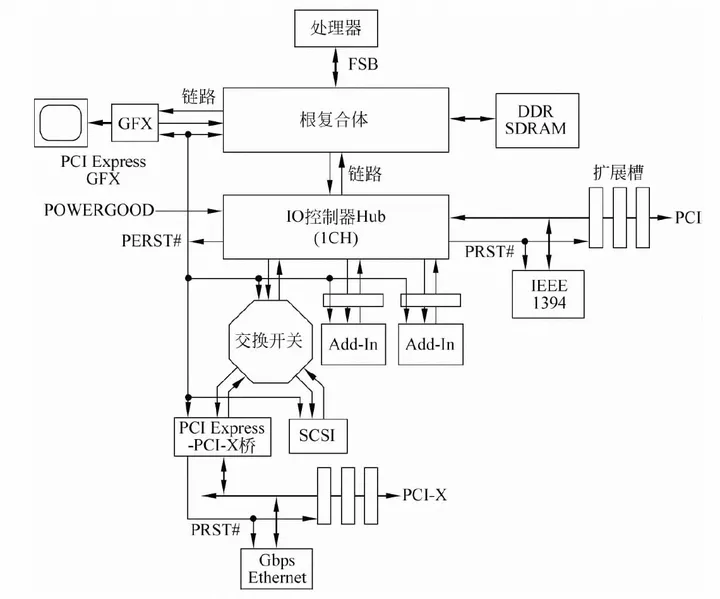 处理器
FSB
链路
根复合体
GFX
DDR
SDRAM
PCI Express
GFX
链路
扩展槽
POWERGOOD
IO控制器Hub
(1CH)
PCI
PERST#
PRST#
IEEE
1394
交换开关
Add-In
Add-In
PCI Express
-PCI-X桥
SCSI
PCI-X
PRST#
Gbps
Ethernet